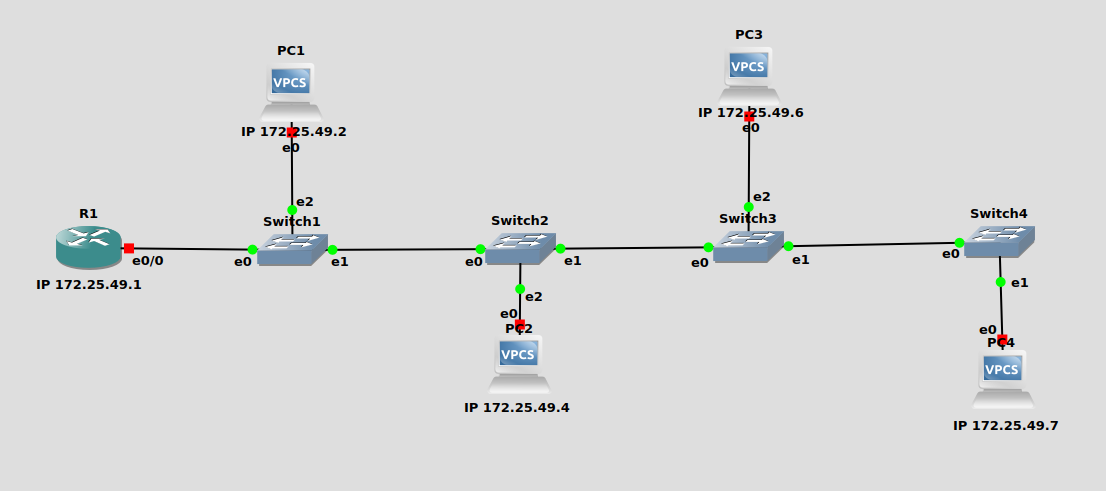 PC1
VPCS
IP 172.25.49.2
e0
PC3
VPCS
IP 172.25.49.6
e0
R1
e0/0
IP 172.25.49.1
e2
Switch1
e0
e1
Switch2
e0
e1
e2
e0
PC2
VPCS
IP 172.25.49.4
e2
Switch3
e0
e1
Switch4
e0
e1
e0
PC4
VPCS
IP 172.25.49.7